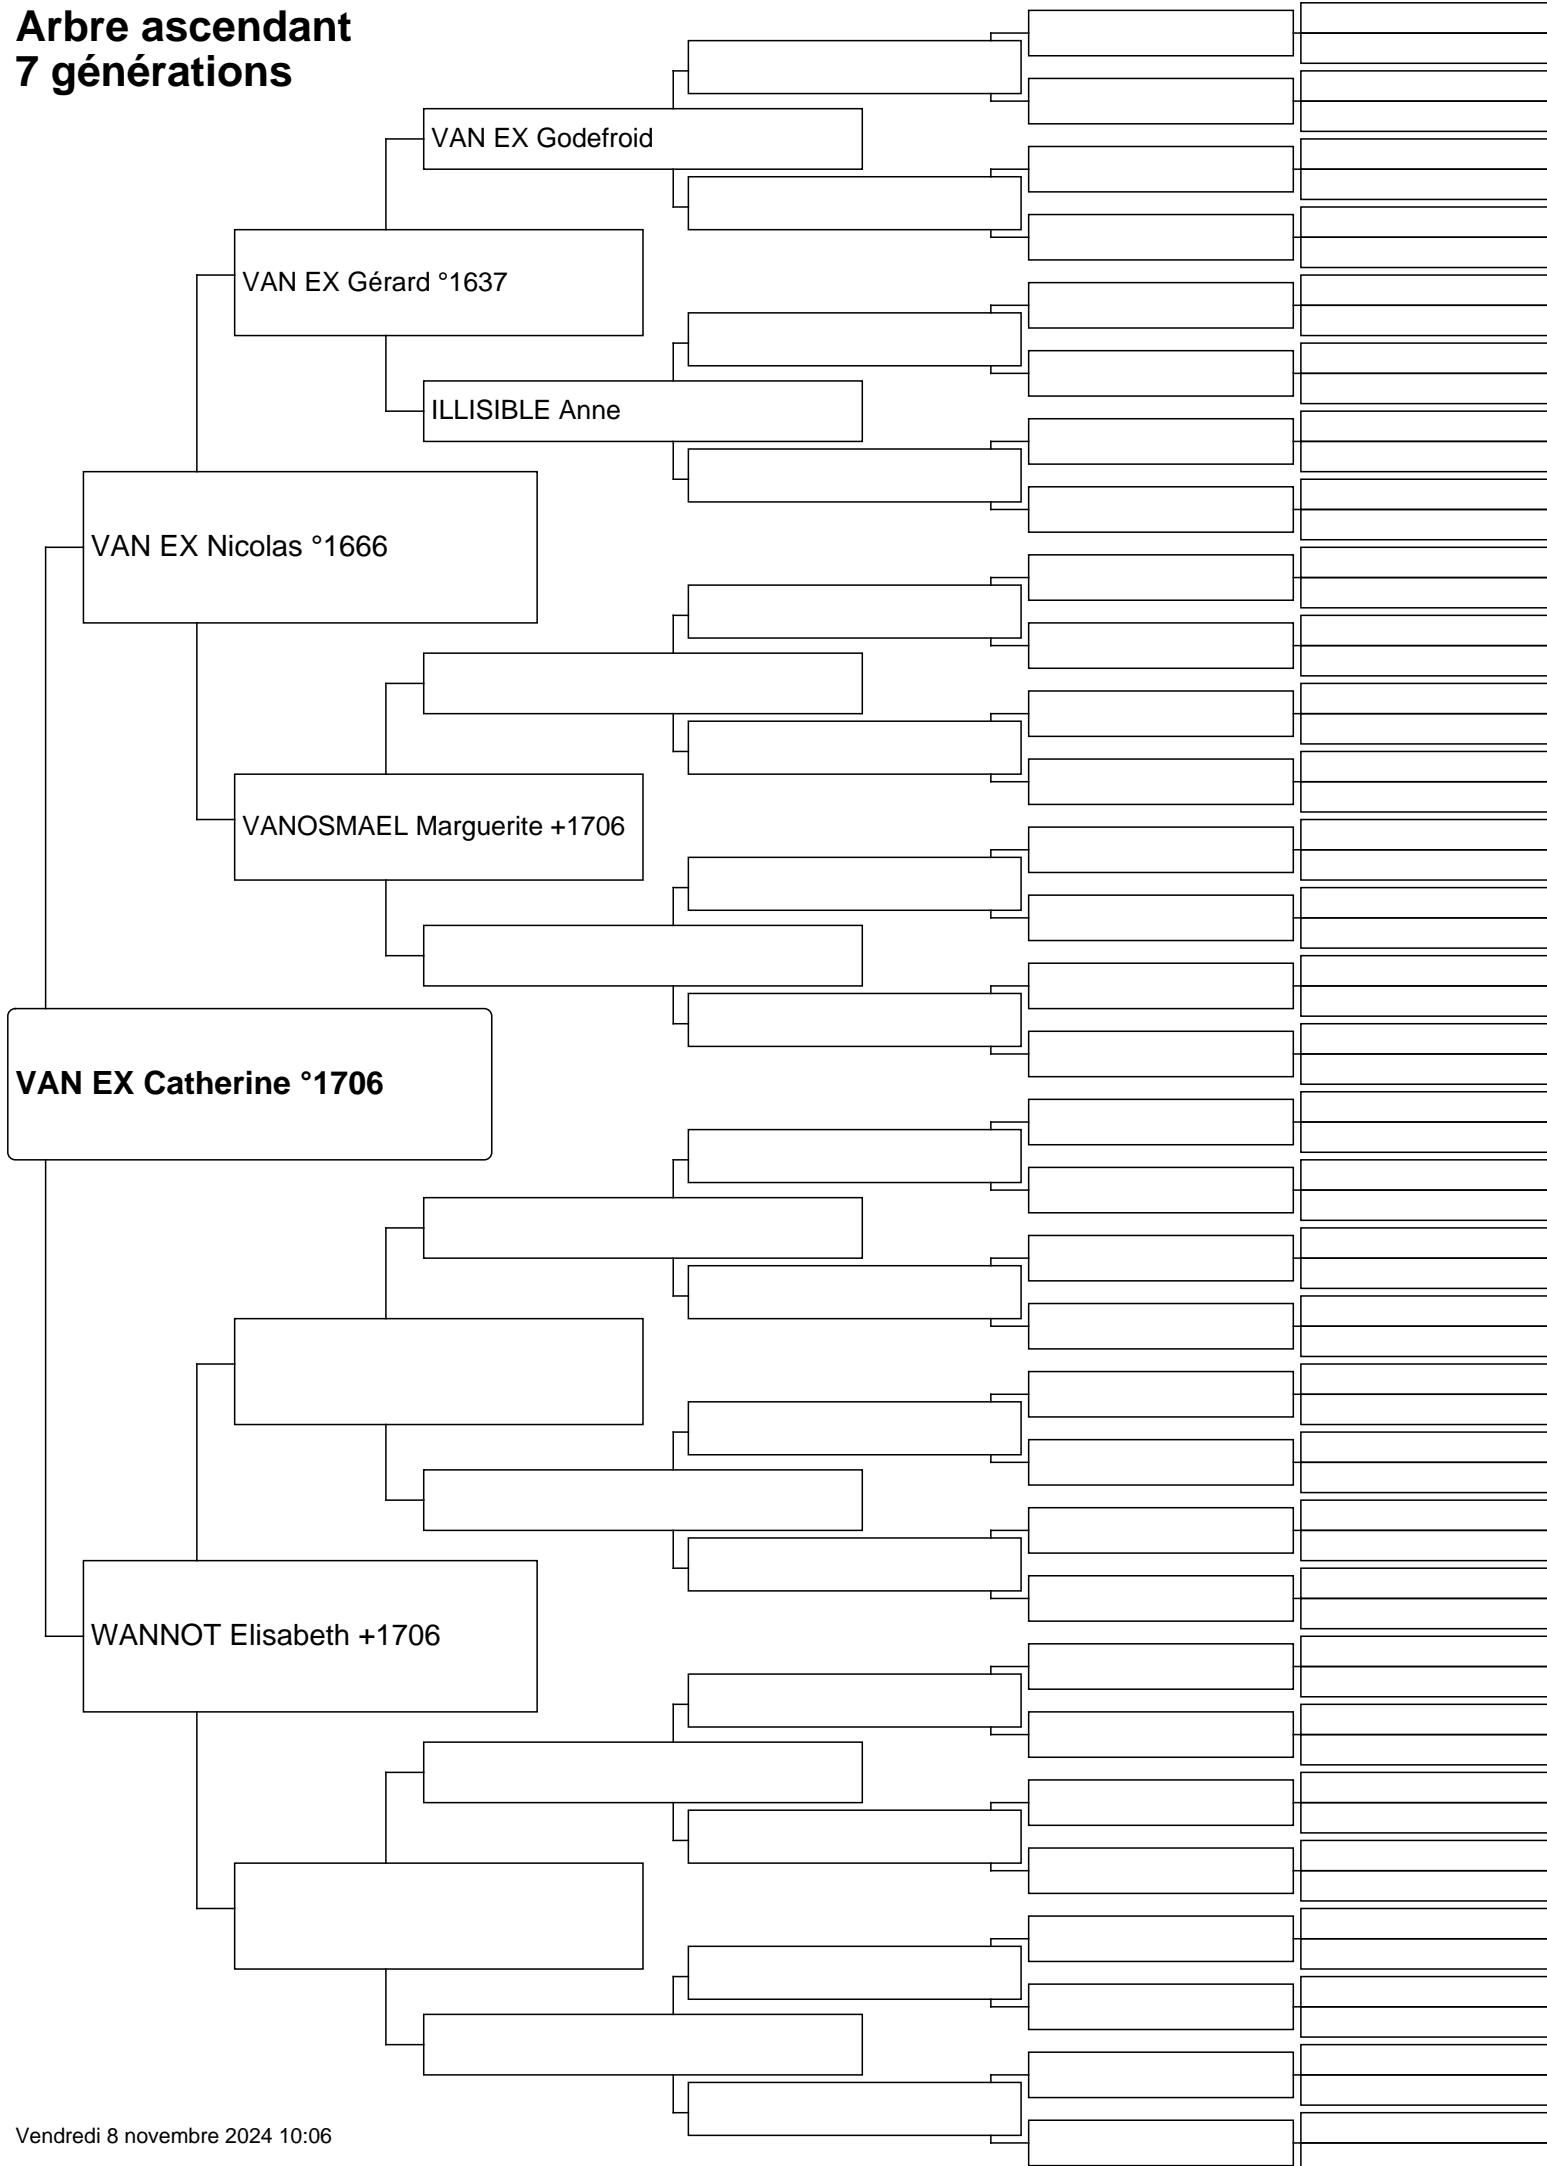 Arbre ascendant
7 générations
VAN EX Godefroid
VAN EX Gérard °1637
ILLISIBLE Anne
VAN EX Nicolas °1666
VANOSMAEL Marguerite +1706
VAN EX Catherine °1706
WANNOT Elisabeth +1706
Vendredi 8 novembre 2024 10:06